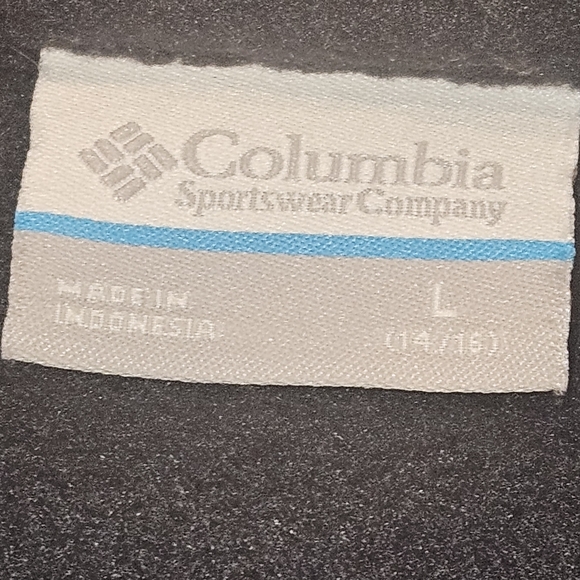 Columbia
Sportswear Company
MADE IN
INDONESIA
L
(14/16)